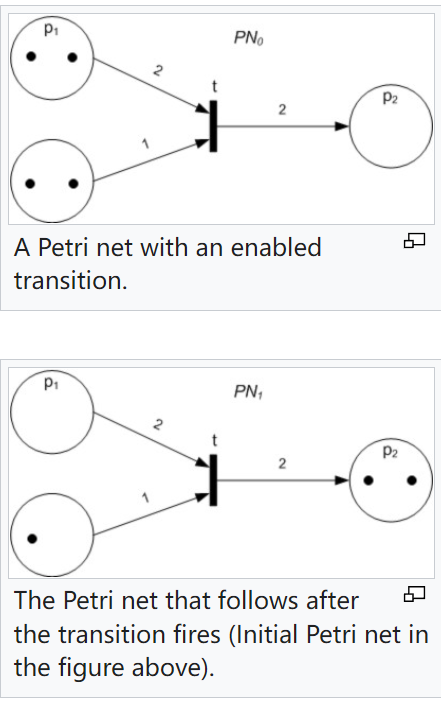 p₁
PN₀
2
t
2
p₂
1
A Petri net with an enabled
transition.
p₁
PN₁
2
t
2
p₂
1
The Petri net that follows after
the transition fires (Initial Petri net in
the figure above).